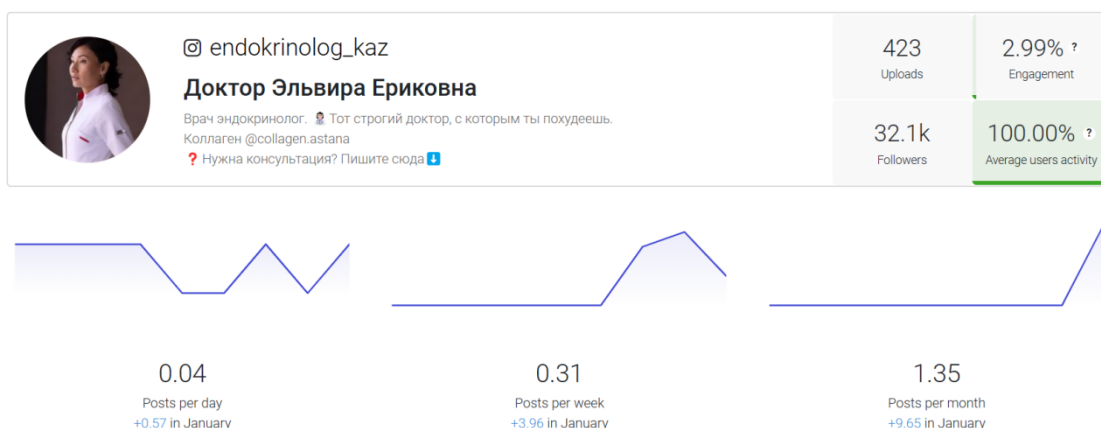 endokrinolog_kaz
Доктор Эльвира Ериковна
Врач эндокринолог. 👩🏻‍⚕️ Тот строгий доктор, с которым ты похудеешь.
Коллаген @collagen.astana
❓ Нужна консультация? Пишите сюда⬇️
423
Uploads
2.99% ?
Engagement
32.1k
Followers
100.00% ?
Average users activity
0.04
Posts per day
+0.57 in January
0.31
Posts per week
+3.96 in January
1.35
Posts per month
+9.65 in January